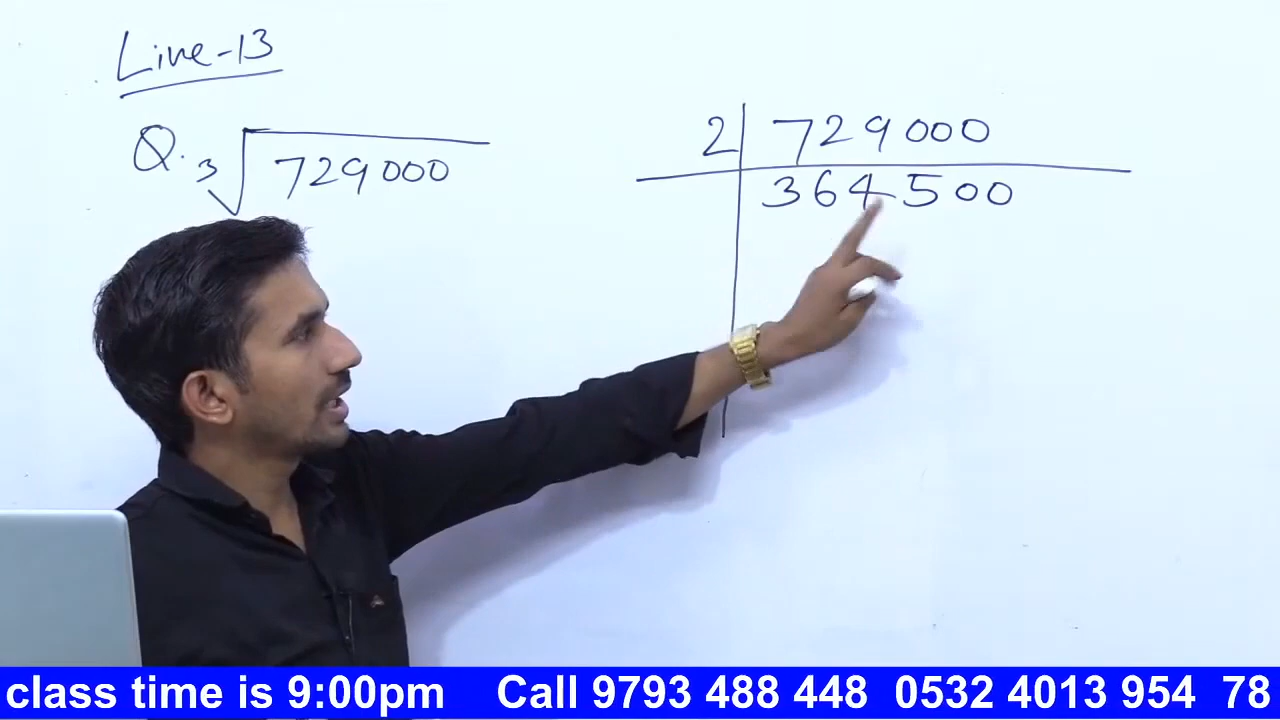 Live-13
Q. ³√729000
2 | 729000
364500
class time is 9:00pm Call 9793 488 448 0532 4013 954 78